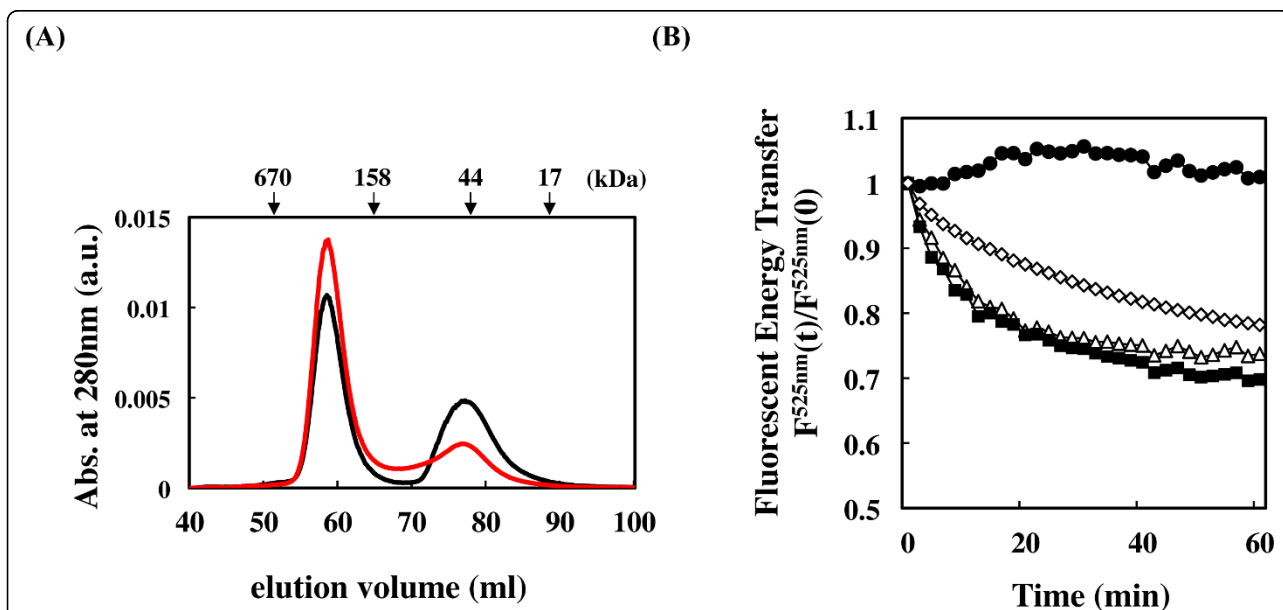 (A)
670 158 44 17 (kDa)
0.015
0.01
0.005
0
40 50 60 70 80 90 100
Abs. at 280nm (a.u.)
elution volume (ml)
(B)
1.1
1
0.9
0.8
0.7
0.6
0.5
0 20 40 60
Fluorescent Energy Transfer
F525nm(t)/F525nm(0)
Time (min)